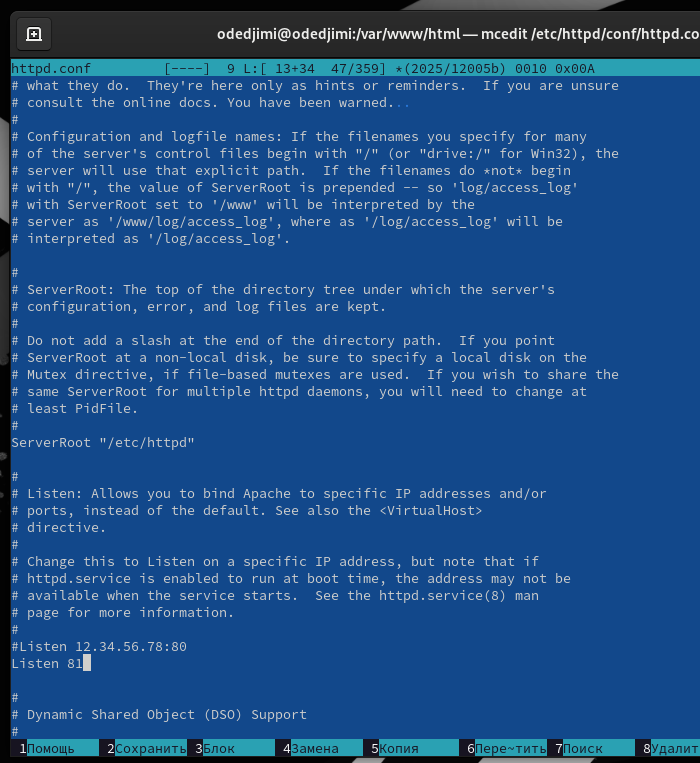 odedjimi@odedjimi:/var/www/html — mcedit /etc/httpd/conf/httpd.co
httpd.conf         [----]  9 L:[ 13+34  47/359] *(2025/12005b) 0010 0x00A
# what they do.  They're here only as hints or reminders.  If you are unsure
# consult the online docs. You have been warned...
#
# Configuration and logfile names: If the filenames you specify for many
# of the server's control files begin with "/" (or "drive:/" for Win32), the
# server will use that explicit path.  If the filenames do *not* begin
# with "/", the value of ServerRoot is prepended -- so 'log/access_log'
# with ServerRoot set to '/www' will be interpreted by the
# server as '/www/log/access_log', where as '/log/access_log' will be
# interpreted as '/log/access_log'.

#
# ServerRoot: The top of the directory tree under which the server's
# configuration, error, and log files are kept.
#
# Do not add a slash at the end of the directory path.  If you point
# ServerRoot at a non-local disk, be sure to specify a local disk on the
# Mutex directive, if file-based mutexes are used.  If you wish to share the
# same ServerRoot for multiple httpd daemons, you will need to change at
# least PidFile.
#
ServerRoot "/etc/httpd"

#
# Listen: Allows you to bind Apache to specific IP addresses and/or
# ports, instead of the default. See also the <VirtualHost>
# directive.
#
# Change this to Listen on a specific IP address, but note that if
# httpd.service is enabled to run at boot time, the address may not be
# available when the service starts.  See the httpd.service(8) man
# page for more information.
#
#Listen 12.34.56.78:80
Listen 81

#
# Dynamic Shared Object (DSO) Support
#
1Помощь 2Сохранить 3Блок 4Замена 5Копия 6Пере~тить 7Поиск 8Удалит